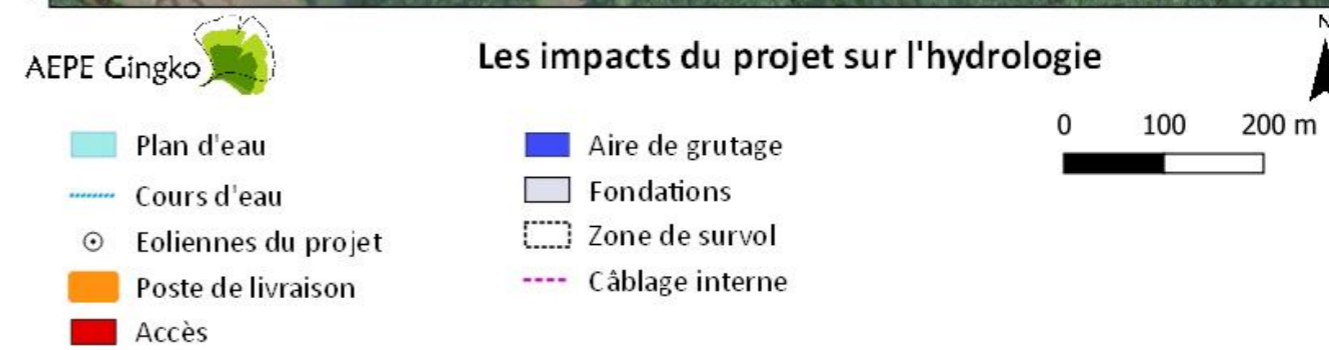 N
AEPE Gingko
Les impacts du projet sur l'hydrologie
0 100 200 m
Plan d'eau
Cours d'eau
Eoliennes du projet
Poste de livraison
Accès
Aire de grutage
Fondations
Zone de survol
Câblage interne